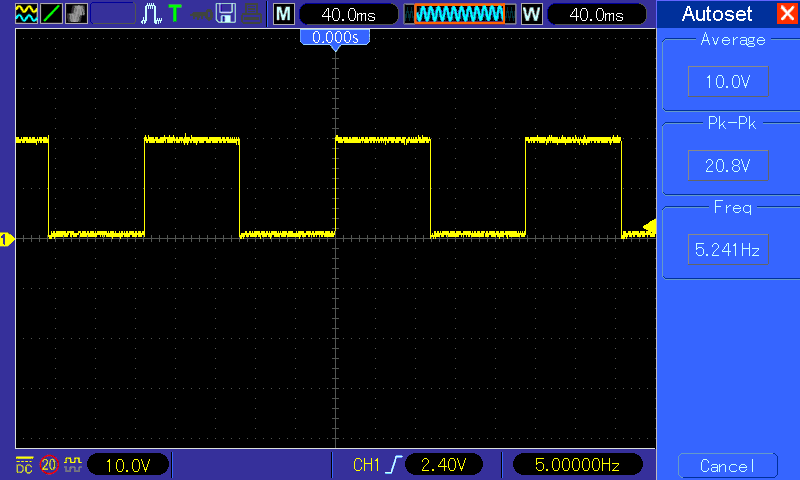 T M 40.0ms W 40.0ms Autoset
0.000s
Average
10.0V
Pk-Pk
20.8V
Freq
5.241Hz
1
DC 20 10.0V CH1 2.40V 5.00000Hz Cancel